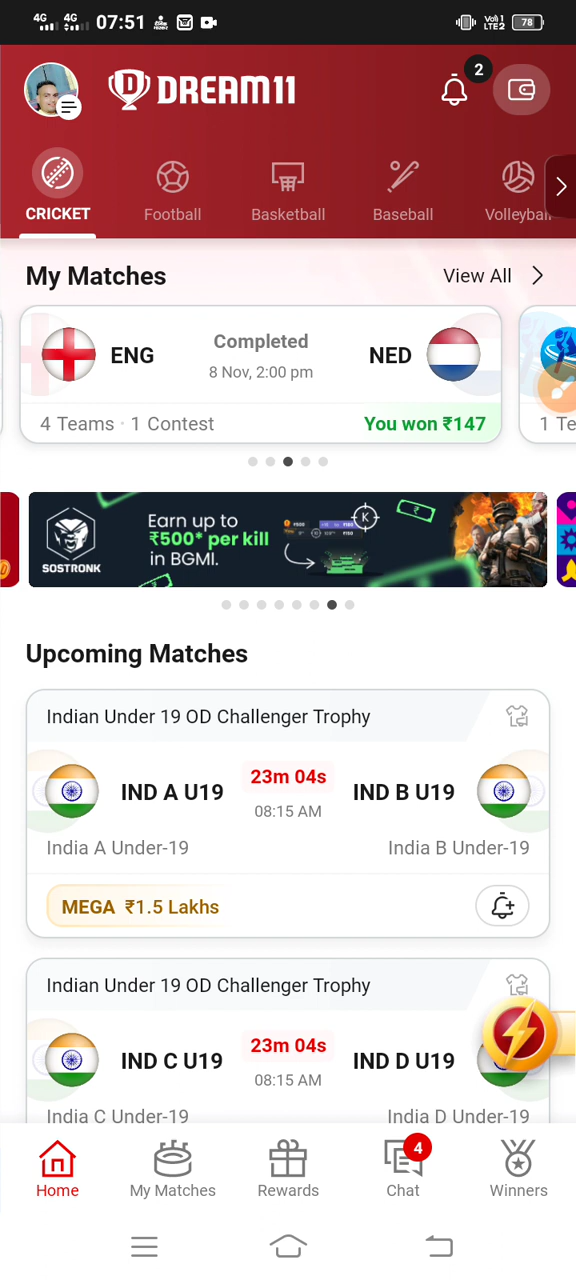 4G 4G 07:51 Vo) 1 LTE2 78
DREAM11 2
CRICKET Football Basketball Baseball Volleyball
My Matches View All
ENG Completed NED
8 Nov, 2:00 pm
4 Teams · 1 Contest You won ₹147 1 Te
Earn up to
₹500* per kill
in BGMI.
SOSTRONK
K
Upcoming Matches
Indian Under 19 OD Challenger Trophy
IND A U19 23m 04s IND B U19
08:15 AM
India A Under-19 India B Under-19
MEGA ₹1.5 Lakhs
Indian Under 19 OD Challenger Trophy
IND C U19 23m 04s IND D U19
08:15 AM
India C Under-19 India D Under-19
4
Home My Matches Rewards Chat Winners